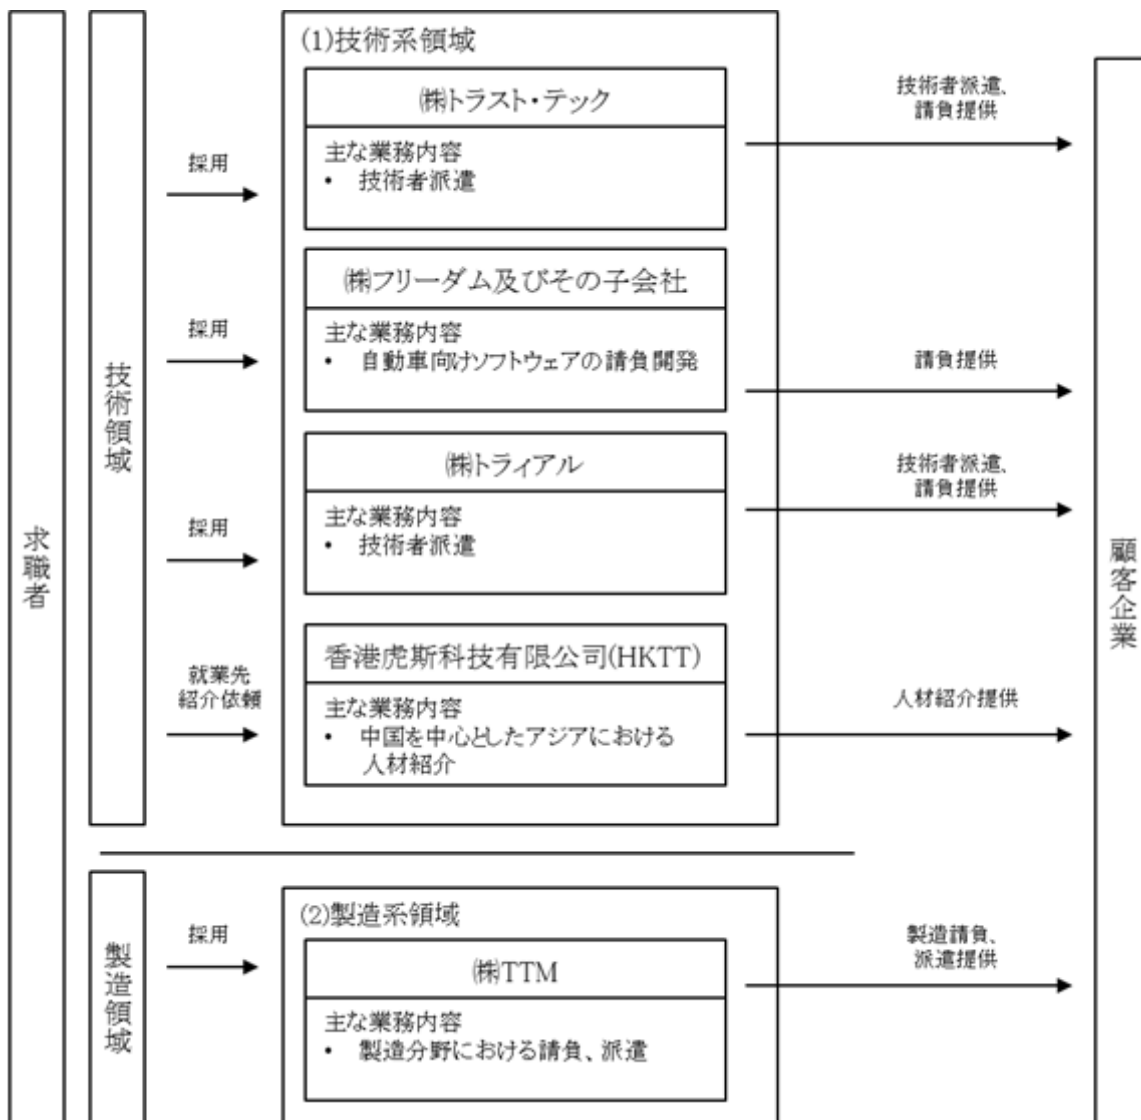 求職者
技術領域
(1)技術系領域
採用
㈱トラスト・テック
主な業務内容
• 技術者派遣
技術者派遣、
請負提供
採用
㈱フリーダム及びその子会社
主な業務内容
• 自動車向けソフトウェアの請負開発
請負提供
採用
㈱トライアル
主な業務内容
• 技術者派遣
技術者派遣、
請負提供
就業先
紹介依頼
香港虎斯科技有限公司(HKTT)
主な業務内容
• 中国を中心としたアジアにおける
人材紹介
人材紹介提供
製造領域
(2)製造系領域
採用
㈱TTM
主な業務内容
• 製造分野における請負、派遣
製造請負、
派遣提供
顧客企業